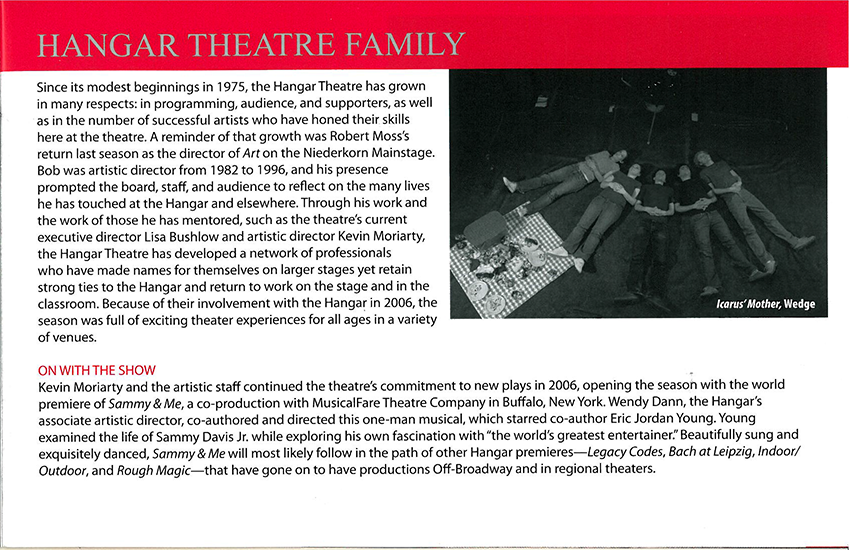 HANGAR THEATRE FAMILY
Since its modest beginnings in 1975, the Hangar Theatre has grown
in many respects: in programming, audience, and supporters, as well
as in the number of successful artists who have honed their skills
here at the theatre. A reminder of that growth was Robert Moss's
return last season as the director of Art on the Niederkorn Mainstage.
Bob was artistic director from 1982 to 1996, and his presence
prompted the board, staff, and audience to reflect on the many lives
he has touched at the Hangar and elsewhere. Through his work and
the work of those he has mentored, such as the theatre's current
executive director Lisa Bushlow and artistic director Kevin Moriarty,
the Hangar Theatre has developed a network of professionals
who have made names for themselves on larger stages yet retain
strong ties to the Hangar and return to work on the stage and in the
classroom. Because of their involvement with the Hangar in 2006, the
season was full of exciting theater experiences for all ages in a variety
of venues.
Icarus' Mother, Wedge
ON WITH THE SHOW
Kevin Moriarty and the artistic staff continued the theatre's commitment to new plays in 2006, opening the season with the world
premiere of Sammy & Me, a co-production with MusicalFare Theatre Company in Buffalo, New York. Wendy Dann, the Hangar's
associate artistic director, co-authored and directed this one-man musical, which starred co-author Eric Jordan Young. Young
examined the life of Sammy Davis Jr. while exploring his own fascination with "the world's greatest entertainer." Beautifully sung and
exquisitely danced, Sammy & Me will most likely follow in the path of other Hangar premieres—Legacy Codes, Bach at Leipzig, Indoor/
Outdoor, and Rough Magic—that have gone on to have productions Off-Broadway and in regional theaters.